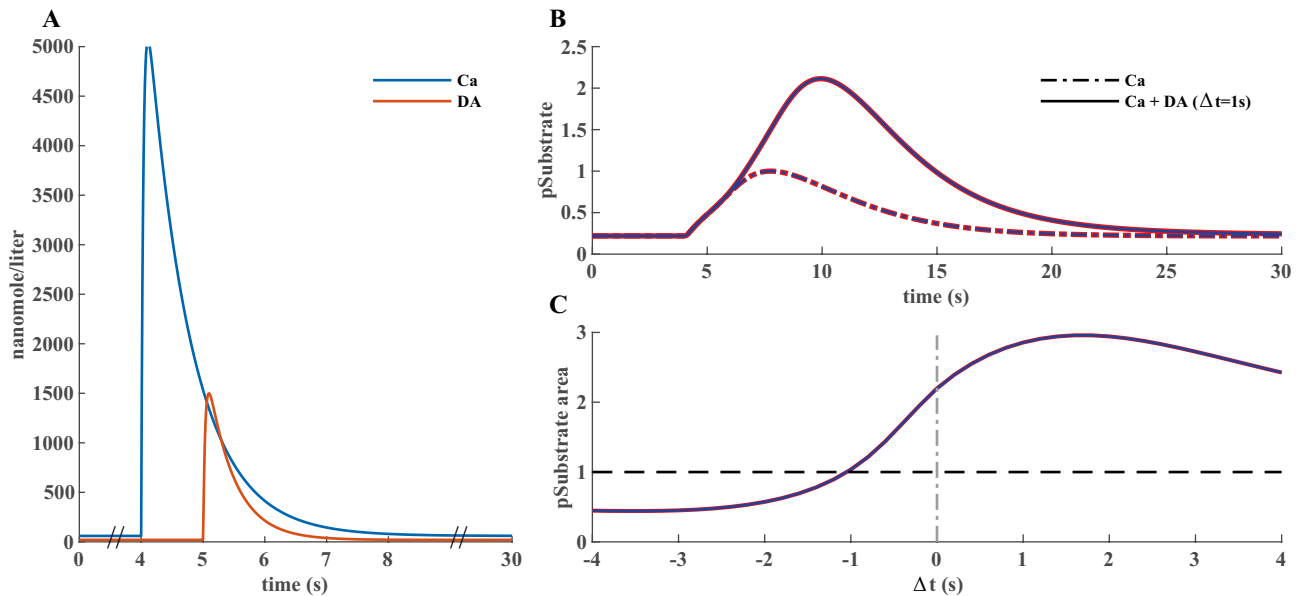 A
5000
4500
4000
3500
3000
2500
2000
1500
1000
500
0
nanomole/liter
0 4 5 6 7 8 30
time (s)
Ca
DA
B
2.5
2
1.5
1
0.5
0
pSubstrate
0 5 10 15 20 25 30
time (s)
Ca
Ca + DA (Δt=1s)
C
3
2
1
0
pSubstrate area
-4 -3 -2 -1 0 1 2 3 4
Δt (s)